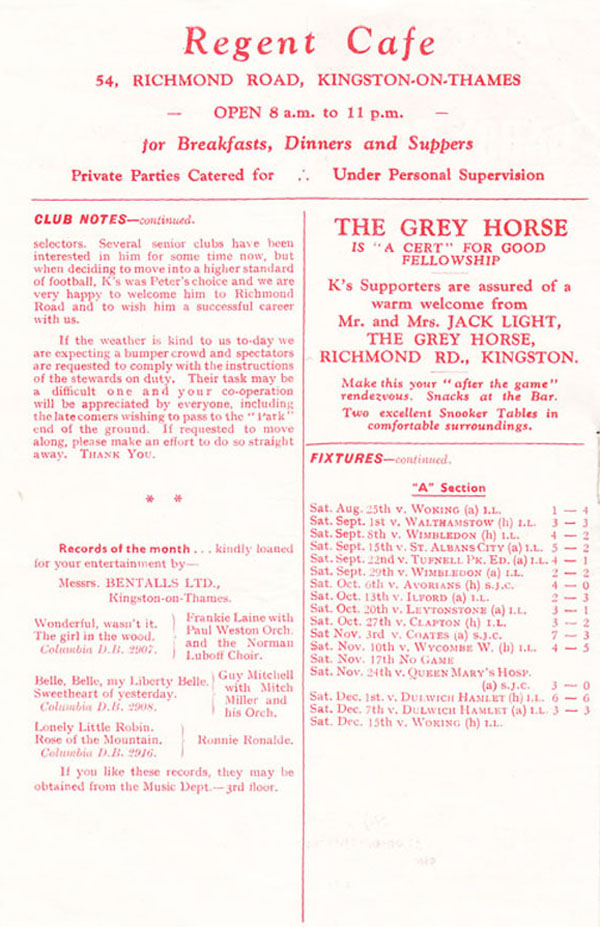 Regent Cafe
54, RICHMOND ROAD, KINGSTON-ON-THAMES
— OPEN 8 a.m. to 11 p.m. —
for Breakfasts, Dinners and Suppers
Private Parties Catered for ∴ Under Personal Supervision
CLUB NOTES—continued.
selectors. Several senior clubs have been
interested in him for some time now, but
when deciding to move into a higher standard
of football, K's was Peter's choice and we are
very happy to welcome him to Richmond
Road and to wish him a successful career
with us.
If the weather is kind to us to-day we
are expecting a bumper crowd and spectators
are requested to comply with the instructions
of the stewards on duty. Their task may be
a difficult one and your co-operation
will be appreciated by everyone, including
the late comers wishing to pass to the "Park"
end of the ground. If requested to move
along, please make an effort to do so straight
away. THANK YOU.
* *
Records of the month . . . kindly loaned
for your entertainment by—
Messrs. BENTALLS LTD.,
Kingston-on-Thames.
Wonderful, wasn't it.
The girl in the wood.
Columbia D.B. 2907.
Frankie Laine with
Paul Weston Orch.
and the Norman
Luboff Choir.
Belle, Belle, my Liberty Belle.
Sweetheart of yesterday.
Columbia D.B. 2908.
Guy Mitchell
with Mitch
Miller and
his Orch.
Lonely Little Robin.
Rose of the Mountain.
Columbia D.B. 2916.
Ronnie Ronalde.
If you like these records, they may be
obtained from the Music Dept.—3rd floor.
THE GREY HORSE
IS "A CERT" FOR GOOD
FELLOWSHIP
K's Supporters are assured of a
warm welcome from
Mr. and Mrs. JACK LIGHT,
THE GREY HORSE,
RICHMOND RD., KINGSTON.
Make this your "after the game"
rendezvous. Snacks at the Bar.
Two excellent Snooker Tables in
comfortable surroundings.
FIXTURES—continued.
"A" Section
Sat. Aug. 25th v. WOKING (a) I.L. 1 — 4
Sat. Sept. 1st v. WALTHAMSTOW (h) I.L. 3 — 3
Sat. Sept. 8th v. WIMBLEDON (h) I.L. 4 — 2
Sat. Sept. 15th v. ST. ALBANS CITY (a) I.L. 5 — 2
Sat. Sept. 22nd v. TUFNELL PK. ED. (a) I.L. 4 — 1
Sat. Sept. 29th v. WIMBLEDON (a) I.L. 2 — 2
Sat. Oct. 6th v. AVORIANS (h) S.J.C. 4 — 0
Sat. Oct. 13th v. ILFORD (a) I.L. 2 — 3
Sat. Oct. 20th v. LEYTONSTONE (a) I.L. 3 — 1
Sat. Oct. 27th v. CLAPTON (h) I.L. 3 — 2
Sat Nov. 3rd v. COATES (a) S.J.C. 7 — 3
Sat. Nov. 10th v. WYCOMBE W. (h) I.L. 4 — 5
Sat. Nov. 17th NO GAME
Sat. Nov. 24th v. QUEEN MARY'S HOSP.
(a) S.J.C. 3 — 0
Sat. Dec. 1st v. DULWICH HAMLET (h) I.L. 6 — 6
Sat. Dec. 7th v. DULWICH HAMLET (a) I.L. 3 — 3
Sat. Dec. 15th v. WOKING (h) I.L.